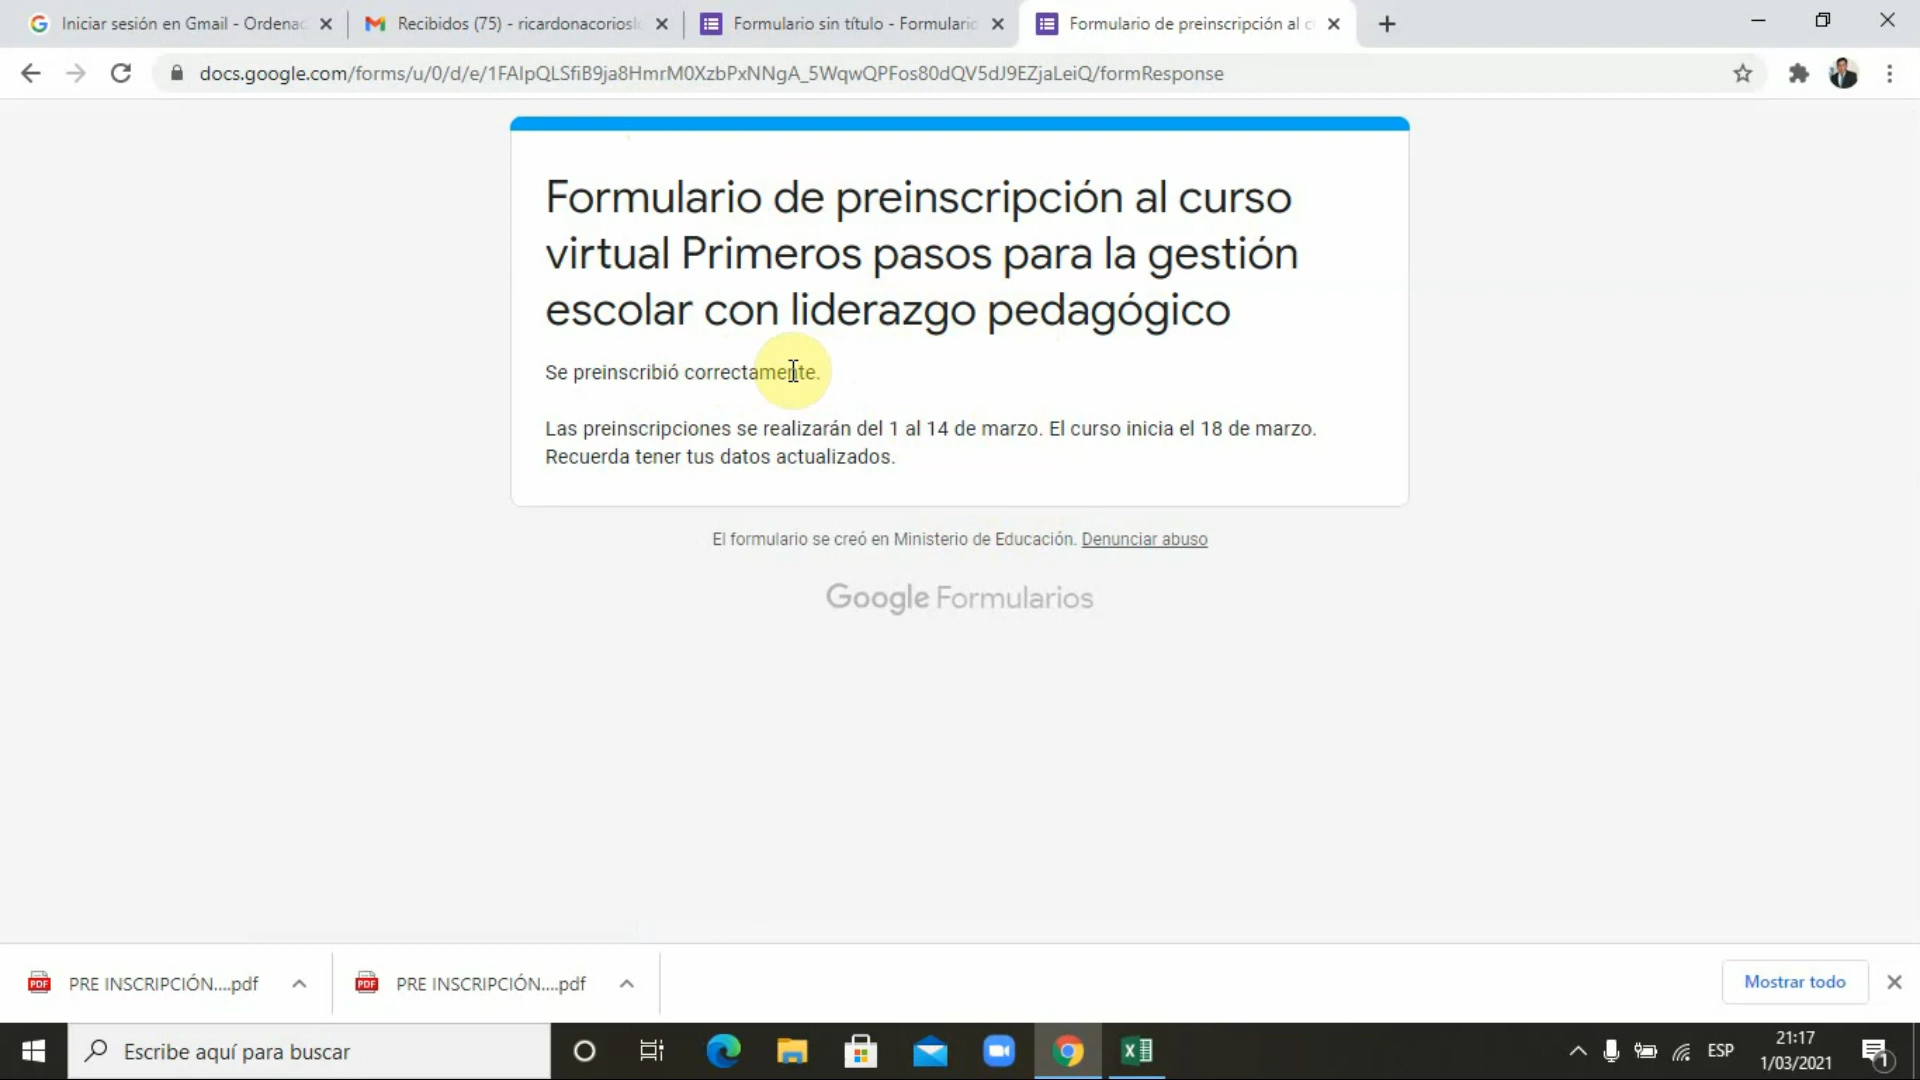 Iniciar sesión en Gmail - Ordenac
Recibidos (75) - ricardonacoriosl
Formulario sin título - Formulario
Formulario de preinscripción al c
docs.google.com/forms/u/0/d/e/1FAIpQLSfiB9ja8HmrM0XzbPxNNgA_5WqwQPFos80dQV5dJ9EZjaLeiQ/formResponse
Formulario de preinscripción al curso
virtual Primeros pasos para la gestión
escolar con liderazgo pedagógico
Se preinscribió correctamente.
Las preinscripciones se realizarán del 1 al 14 de marzo. El curso inicia el 18 de marzo.
Recuerda tener tus datos actualizados.
El formulario se creó en Ministerio de Educación. Denunciar abuso
Google Formularios
PRE INSCRIPCIÓN....pdf
PRE INSCRIPCIÓN....pdf
Mostrar todo
Escribe aquí para buscar
ESP
21:17
1/03/2021
1